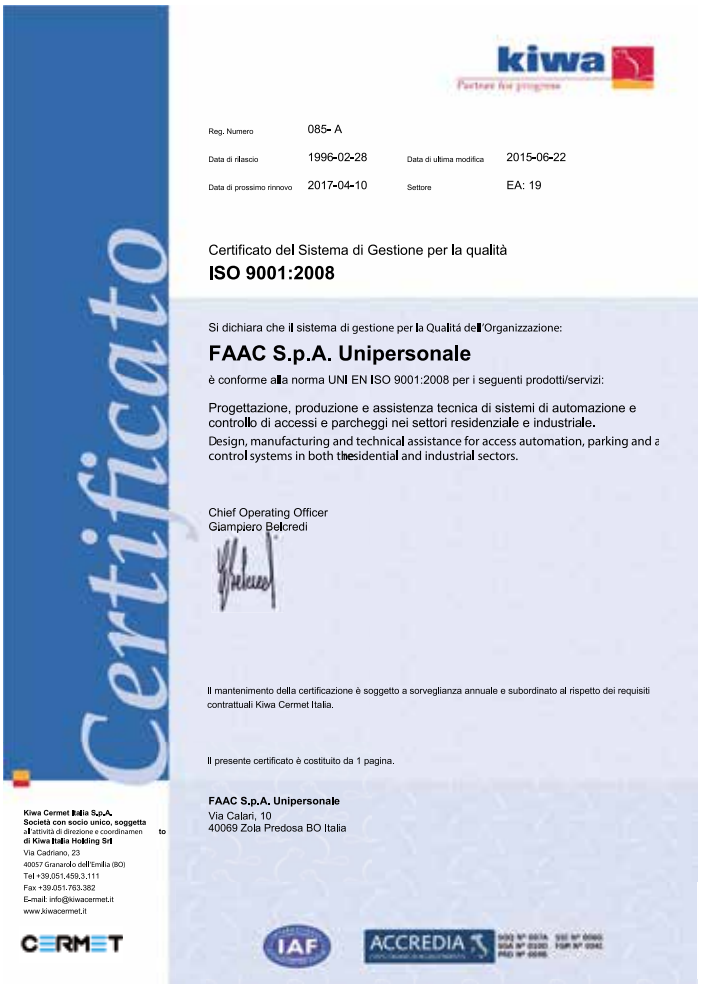 kiwa
Partner for progress
Reg. Numero 085- A
Data di rilascio 1996-02-28 Data di ultima modifica 2015-06-22
Data di prossimo rinnovo 2017-04-10 Settore EA: 19
Certificato
Certificato del Sistema di Gestione per la qualità
ISO 9001:2008
Si dichiara che il sistema di gestione per la Qualitá dell'Organizzazione:
FAAC S.p.A. Unipersonale
è conforme alla norma UNI EN ISO 9001:2008 per i seguenti prodotti/servizi:
Progettazione, produzione e assistenza tecnica di sistemi di automazione e
controllo di accessi e parcheggi nei settori residenziale e industriale.
Design, manufacturing and technical assistance for access automation, parking and a
control systems in both the sidential and industrial sectors.
Chief Operating Officer
Giampiero Belcredi
Il mantenimento della certificazione è soggetto a sorveglianza annuale e subordinato al rispetto dei requisiti
contrattuali Kiwa Cermet Italia.
Il presente certificato è costituito da 1 pagina.
FAAC S.p.A. Unipersonale
Via Calari, 10
40069 Zola Predosa BO Italia
Kiwa Cermet Italia S.p.A.
Società con socio unico, soggetta
all'attività di direzione e coordinamen to
di Kiwa Italia Holding Srl
Via Cadriano, 23
40057 Granarolo dell'Emilia (BO)
Tel +39.051.459.3.111
Fax +39.051.763.382
E-mail: info@kiwacermet.it
www.kiwacermet.it
CERMET
IAF
ACCREDIA